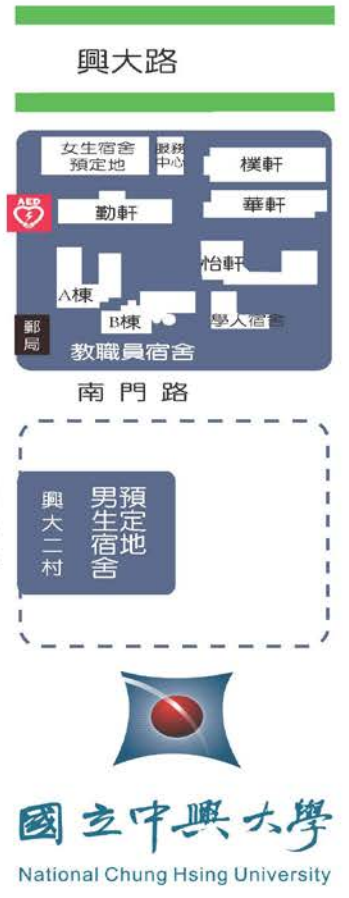 興大路
女生宿舍
預定地
服務
中心
樸軒
AED
勤軒
華軒
怡軒
A棟
B棟
學人宿舍
郵局
教職員宿舍
南門路
興大二村
預定地
男生宿舍
國立中興大學
National Chung Hsing University